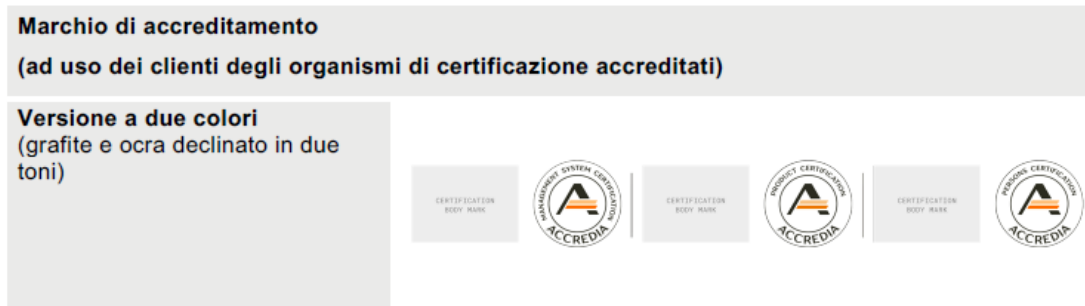 Marchio di accreditamento
(ad uso dei clienti degli organismi di certificazione accreditati)
Versione a due colori
(grafite e ocra declinato in due
toni)
CERTIFICATION
BODY MARK
MANAGEMENT SYSTEM CERTIFICATION
ACCREDIA
CERTIFICATION
BODY MARK
PRODUCT CERTIFICATION
ACCREDIA
CERTIFICATION
BODY MARK
PERSONS CERTIFICATION
ACCREDIA